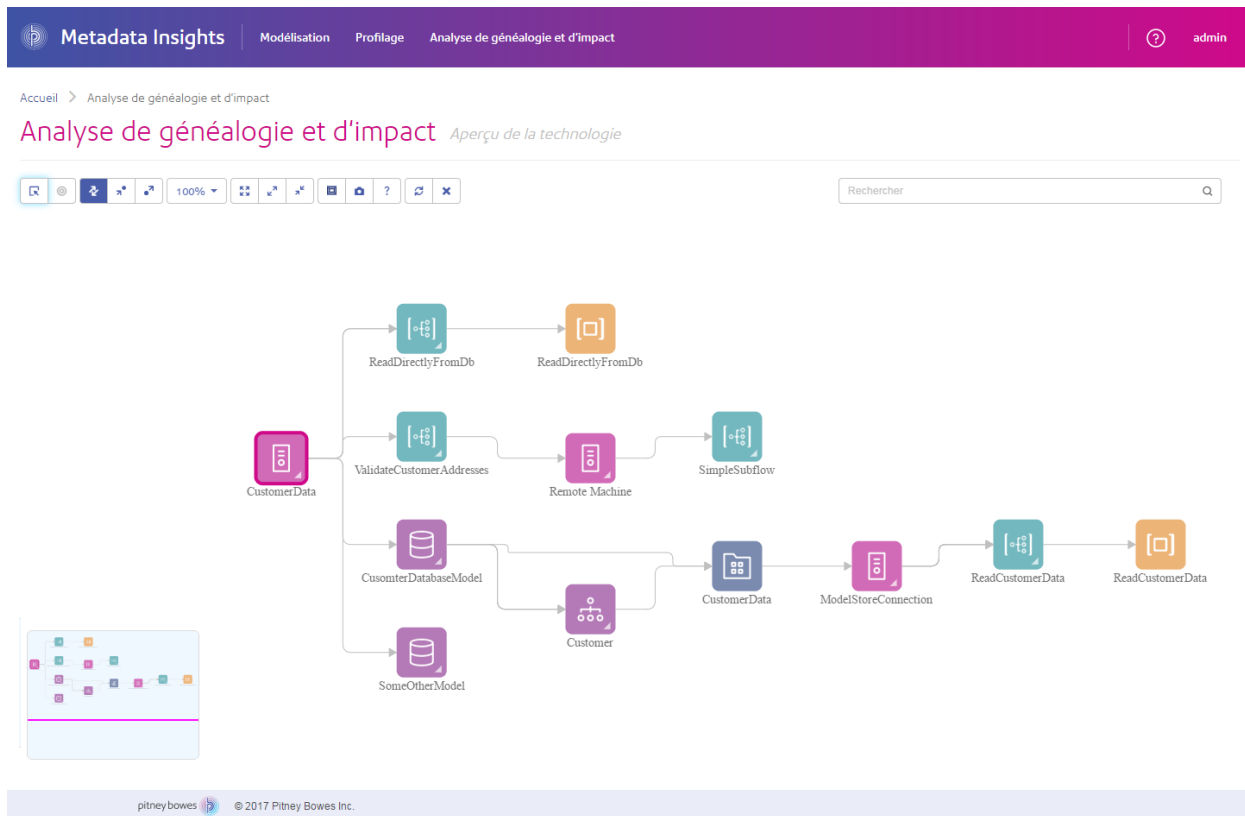 Metadata Insights Modélisation Profilage Analyse de généalogie et d'impact ? admin
Accueil > Analyse de généalogie et d'impact
Analyse de généalogie et d'impact Aperçu de la technologie
100% ? Rechercher
ReadDirectlyFromDb ReadDirectlyFromDb
ValidateCustomerAddresses SimpleSubflow
CustomerData Remote Machine
CusomterDatabaseModel ReadCustomerData ReadCustomerData
CustomerData ModelStoreConnection
Customer
SomeOtherModel
pitney bowes © 2017 Pitney Bowes Inc.